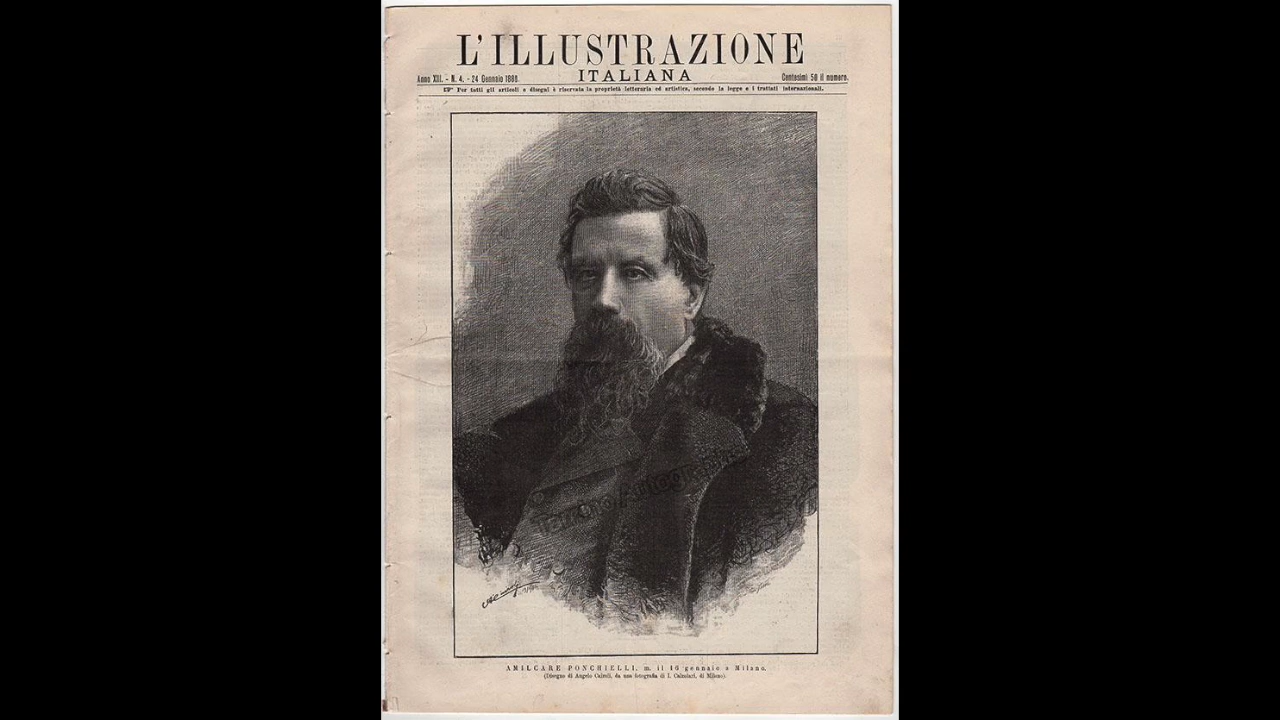 L'ILLUSTRAZIONE
ITALIANA
Anno XIII. - N. 4. - 24 Gennaio 1886.
Centesimi 50 il numero.
Per tutti gli articoli e disegni è riservata la proprietà letteraria ed artistica, secondo la legge e i trattati internazionali.
Tamino Autographs
AMILCARE PONCHIELLI, m. il 16 gennaio a Milano.
(Disegno di Angelo Cairoli, da una fotografia di I. Calzolari, di Milano).